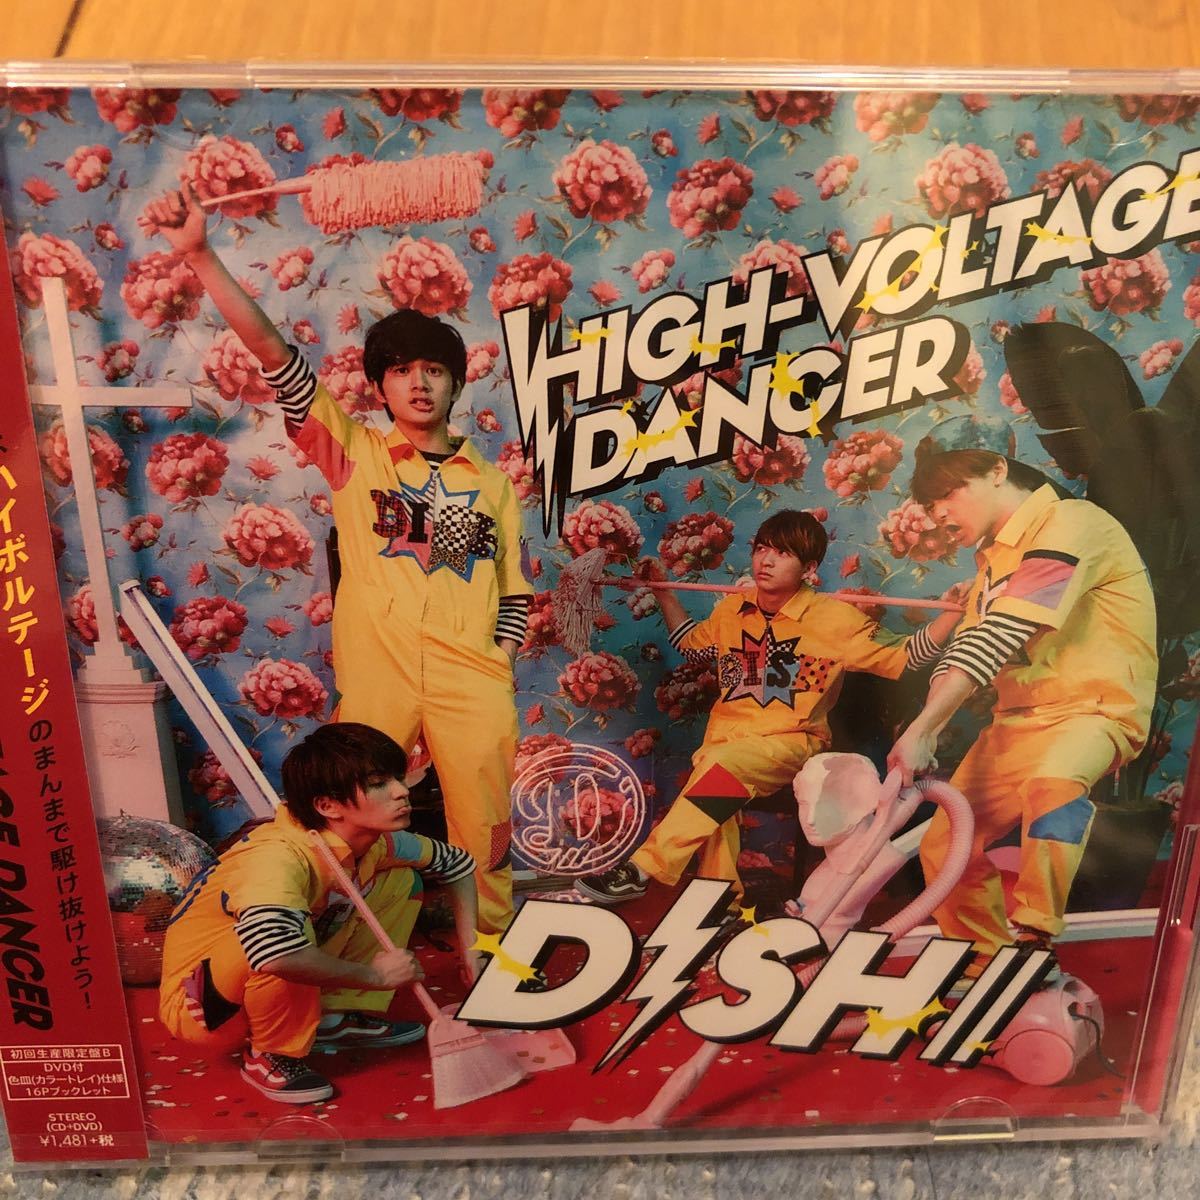 HIGH-VOLTAGE
DANCER
DISH
DISH
DISH//
ハイボルテージのまんまで駆け抜けよう!
DANCER
初回生産限定盤B
DVD付
色皿(カラートレイ)仕様
16Pブックレット
STEREO
(CD+DVD)
¥1,481+税